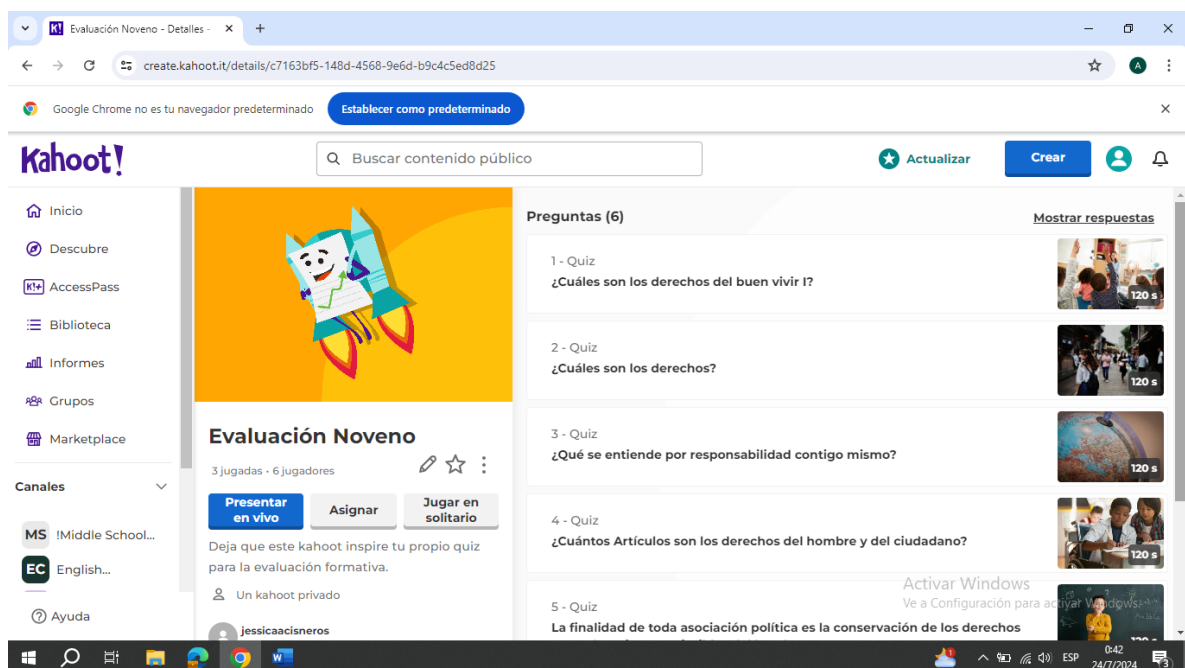 Evaluación Noveno - Detalles -
create.kahoot.it/details/c7163bf5-148d-4568-9e6d-b9c4c5ed8d25
A
Google Chrome no es tu navegador predeterminado
Establecer como predeterminado
Kahoot!
Buscar contenido público
Actualizar
Crear
Inicio
Descubre
K!+ AccessPass
Biblioteca
Informes
Grupos
Marketplace
Canales
MS !Middle School...
EC English...
Ayuda
Evaluación Noveno
3 jugadas · 6 jugadores
Presentar en vivo
Asignar
Jugar en solitario
Deja que este kahoot inspire tu propio quiz
para la evaluación formativa.
Un kahoot privado
jessicaacisneros
Preguntas (6)
Mostrar respuestas
1 - Quiz
¿Cuáles son los derechos del buen vivir I?
120 s
2 - Quiz
¿Cuáles son los derechos?
120 s
3 - Quiz
¿Qué se entiende por responsabilidad contigo mismo?
120 s
4 - Quiz
¿Cuántos Artículos son los derechos del hombre y del ciudadano?
120 s
5 - Quiz
La finalidad de toda asociación política es la conservación de los derechos
Activar Windows
Ve a Configuración para activar Windows.
ESP
0:42
24/7/2024
3